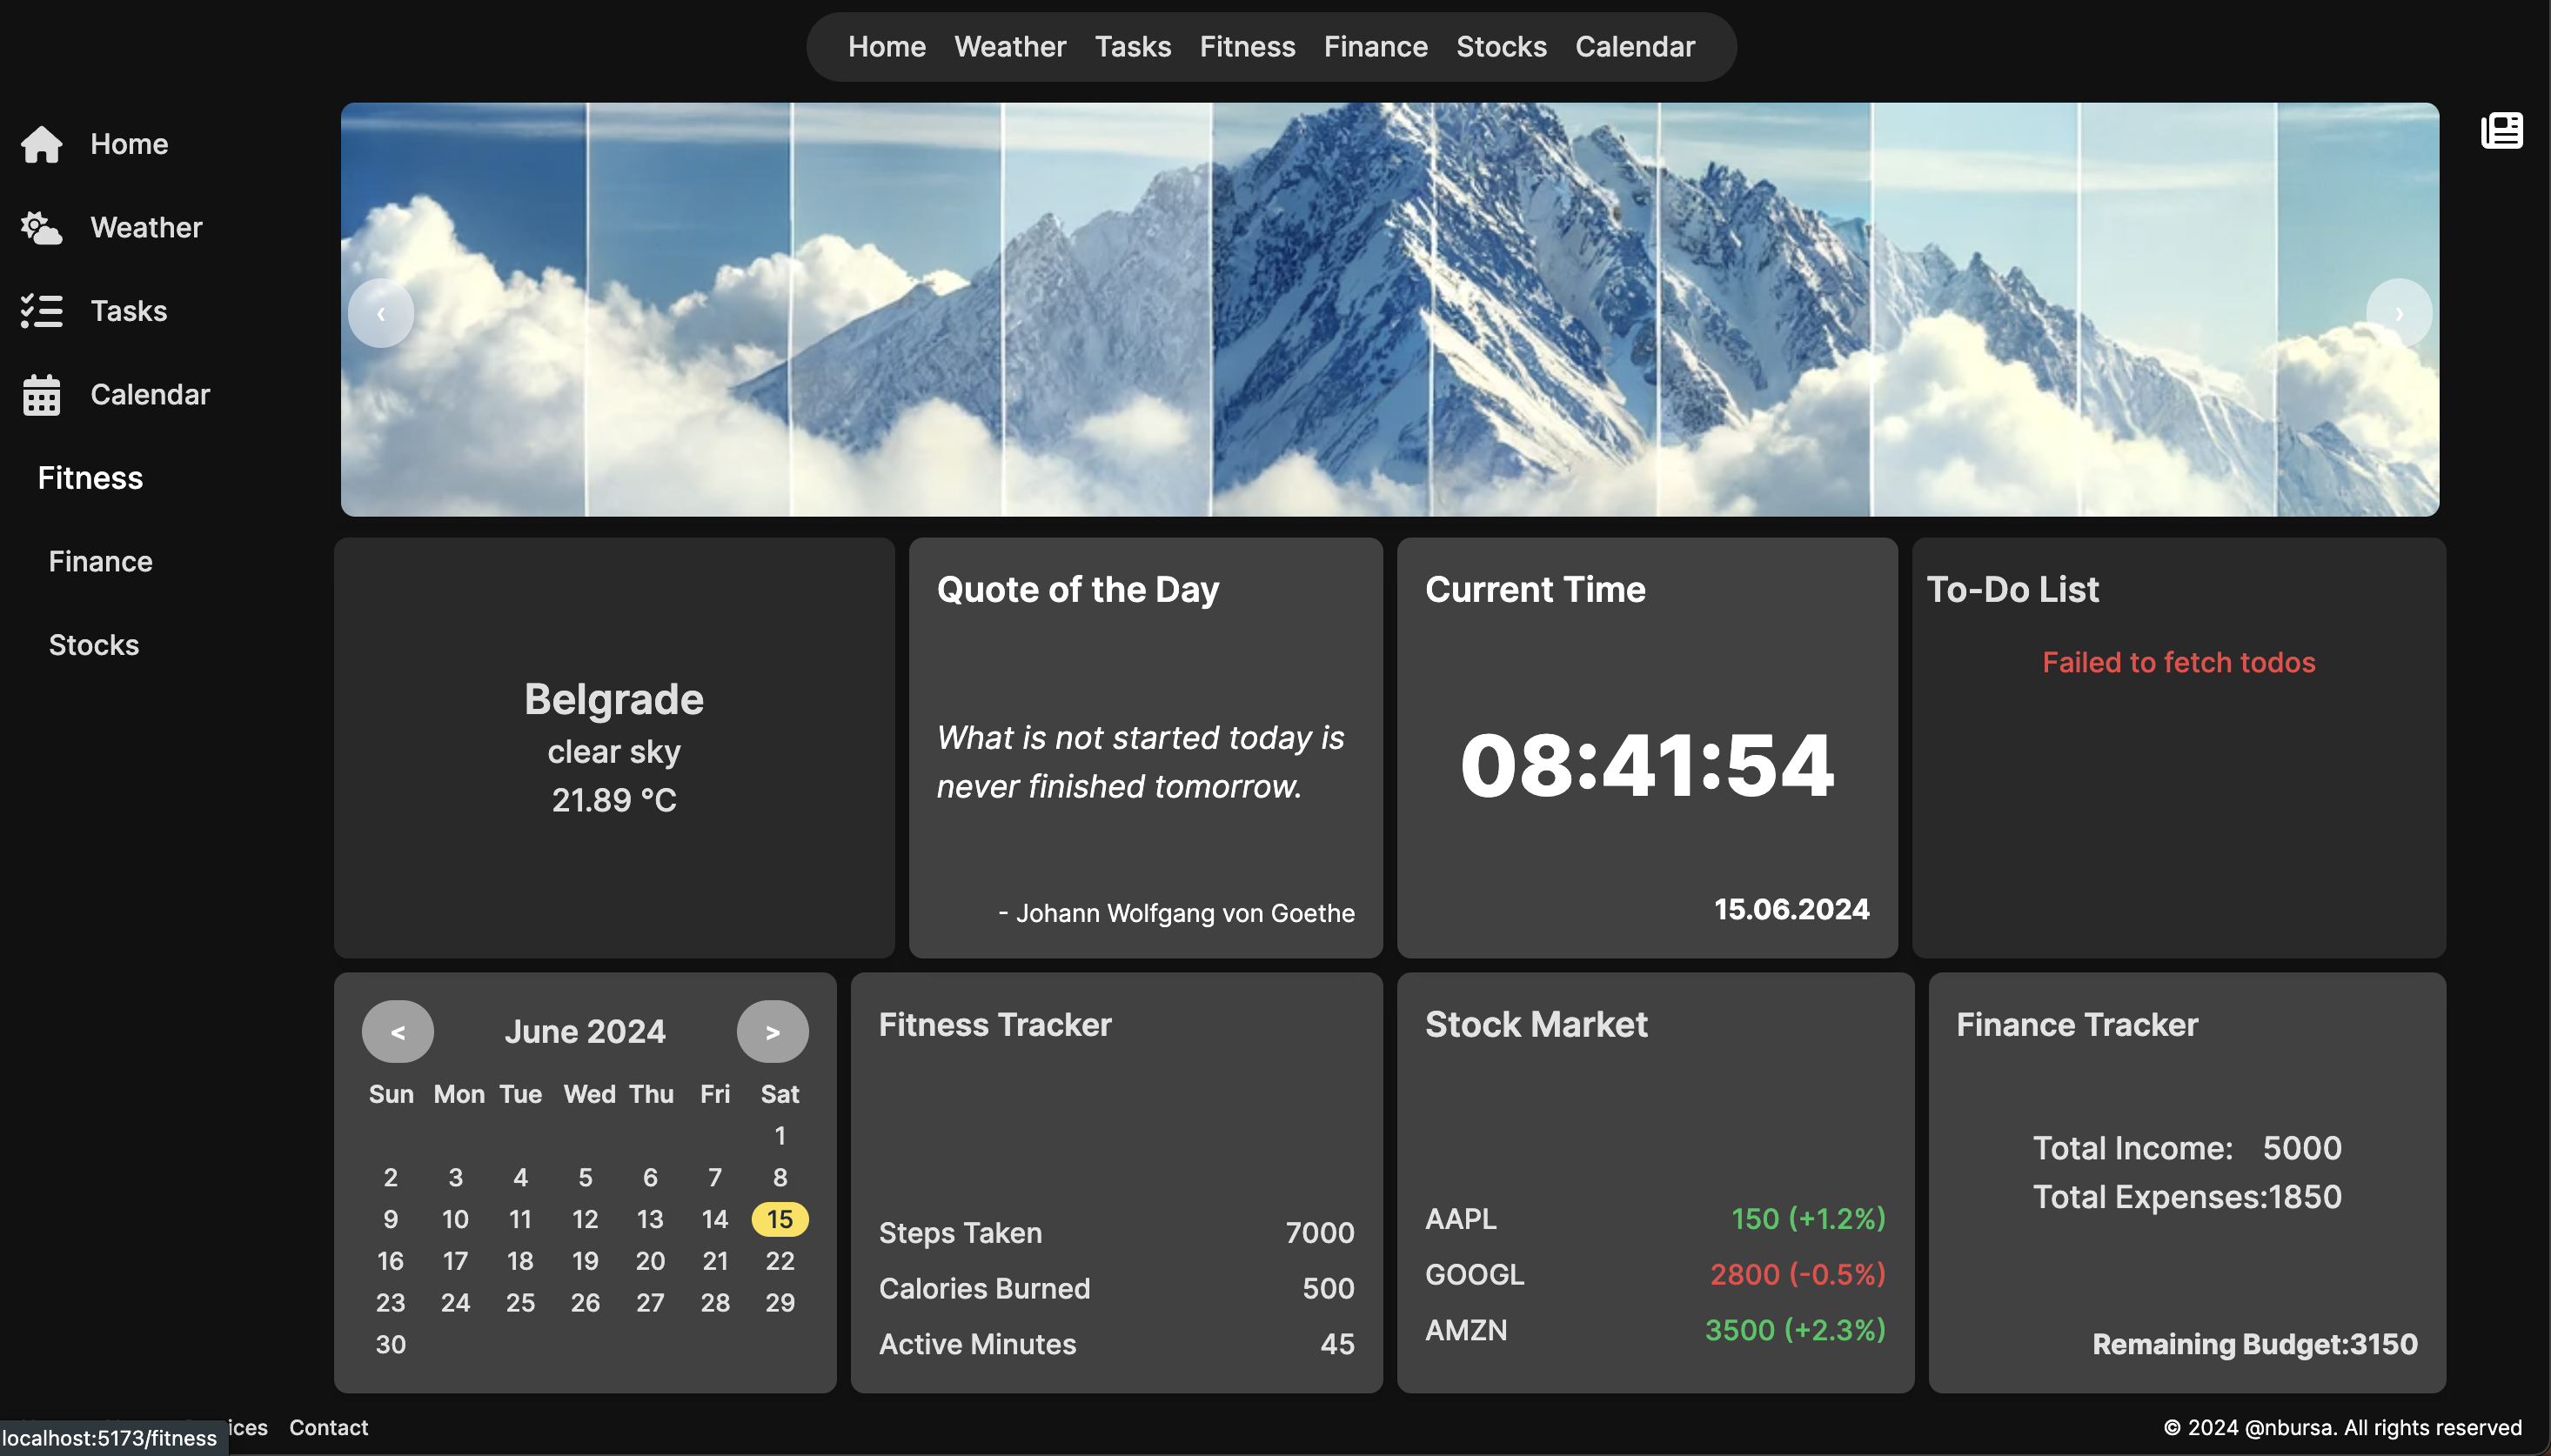 Home Weather Tasks Fitness Finance Stocks Calendar
Home
Weather
Tasks
Calendar
Fitness
Finance
Stocks
‹
›
Belgrade
clear sky
21.89 °C
Quote of the Day
What is not started today is
never finished tomorrow.
- Johann Wolfgang von Goethe
Current Time
08:41:54
15.06.2024
To-Do List
Failed to fetch todos
< June 2024 >
Sun Mon Tue Wed Thu Fri Sat
1
2 3 4 5 6 7 8
9 10 11 12 13 14 15
16 17 18 19 20 21 22
23 24 25 26 27 28 29
30
Fitness Tracker
Steps Taken 7000
Calories Burned 500
Active Minutes 45
Stock Market
AAPL 150 (+1.2%)
GOOGL 2800 (-0.5%)
AMZN 3500 (+2.3%)
Finance Tracker
Total Income: 5000
Total Expenses:1850
Remaining Budget:3150
Contact
© 2024 @nbursa. All rights reserved
localhost:5173/fitness